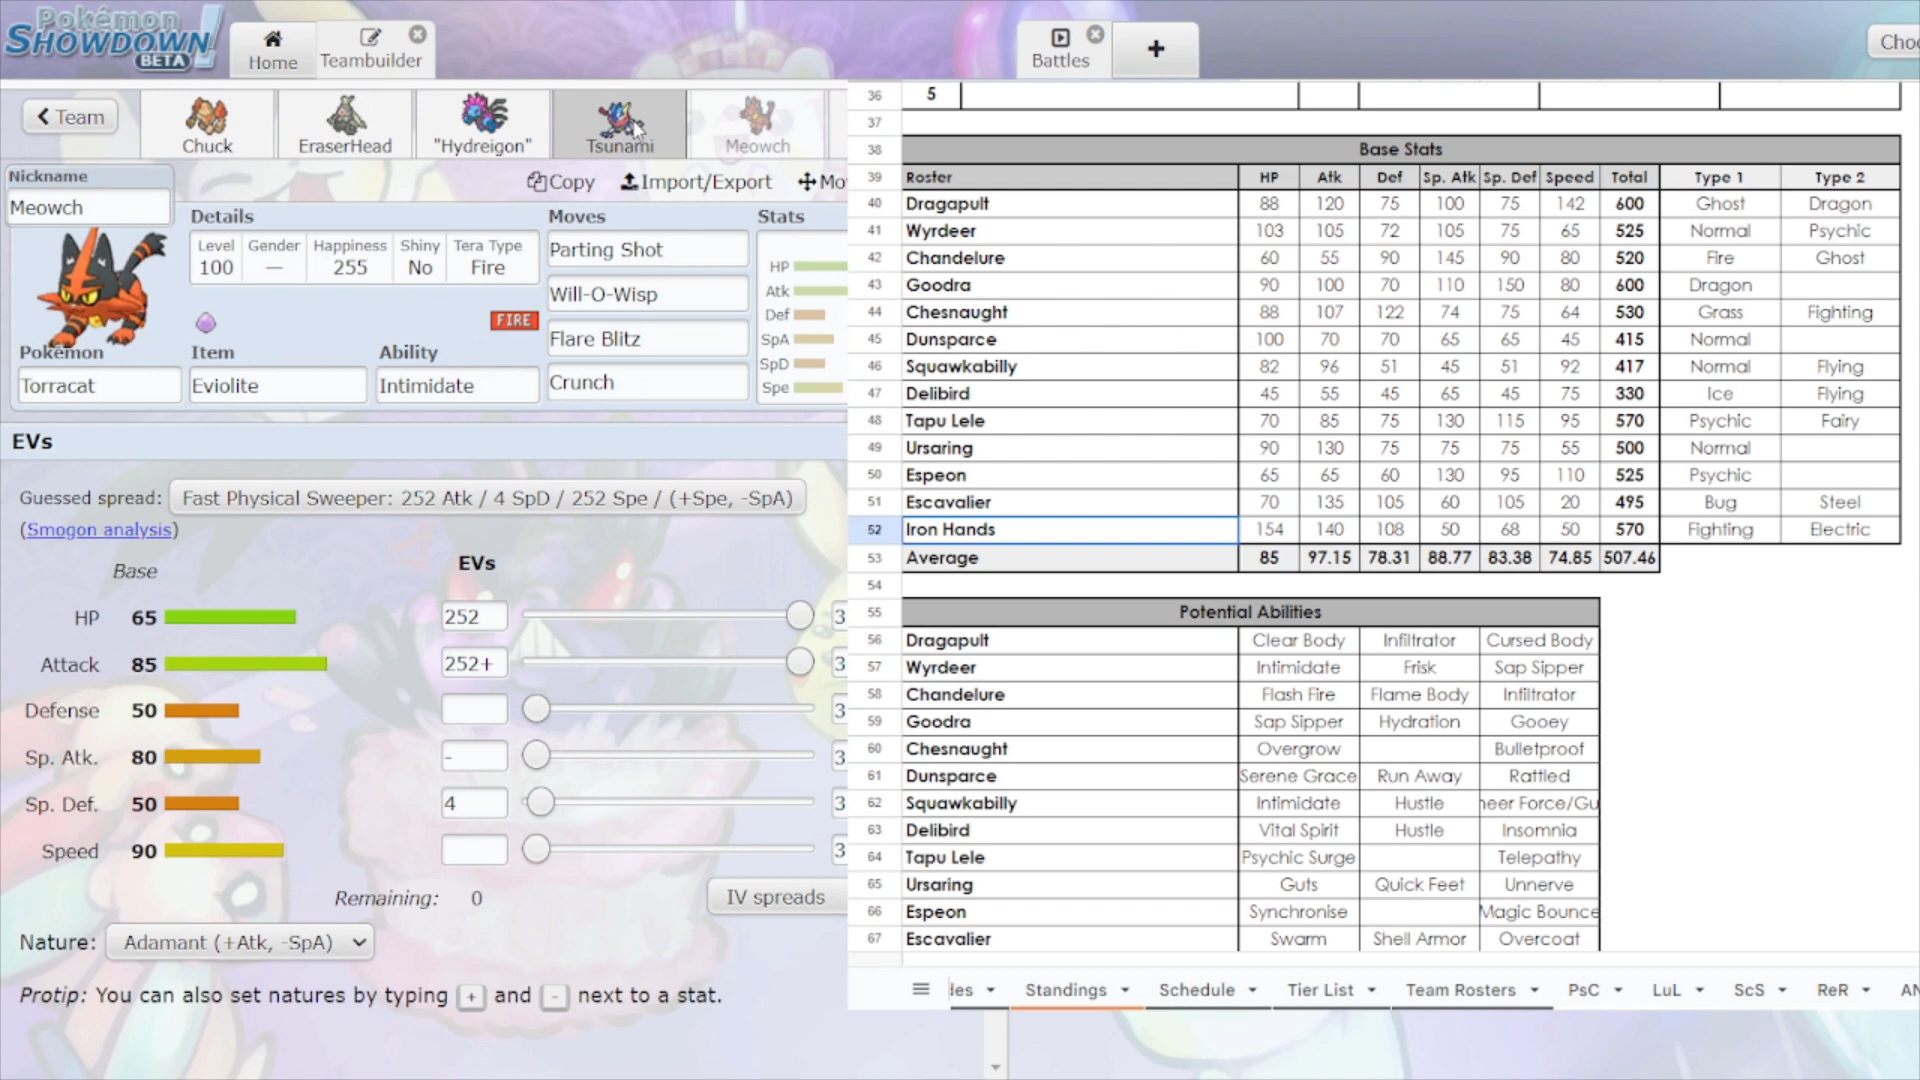 Pokémon
SHOWDOWN!
BETA
Home
Teambuilder
Battles
+
Choo
Team
Chuck
EraserHead
"Hydreigon"
Tsunami
Meowch
Nickname
Meowch
Copy
Import/Export
Mo
Details
Moves
Stats
Level Gender Happiness Shiny Tera Type
100 — 255 No Fire
Parting Shot
Will-O-Wisp
Flare Blitz
Crunch
HP
Atk
Def
SpA
SpD
Spe
FIRE
Pokémon
Item
Ability
Torracat
Eviolite
Intimidate
EVs
Guessed spread: Fast Physical Sweeper: 252 Atk / 4 SpD / 252 Spe / (+Spe, -SpA)
(Smogon analysis)
Base
EVs
HP 65 252 3
Attack 85 252+ 3
Defense 50 3
Sp. Atk. 80 - 3
Sp. Def. 50 4 3
Speed 90 3
Remaining: 0
IV spreads
Nature: Adamant (+Atk, -SpA)
Protip: You can also set natures by typing + and - next to a stat.
36 5
37
38 Base Stats
39 Roster HP Atk Def Sp. Atk Sp. Def Speed Total Type 1 Type 2
40 Dragapult 88 120 75 100 75 142 600 Ghost Dragon
41 Wyrdeer 103 105 72 105 75 65 525 Normal Psychic
42 Chandelure 60 55 90 145 90 80 520 Fire Ghost
43 Goodra 90 100 70 110 150 80 600 Dragon
44 Chesnaught 88 107 122 74 75 64 530 Grass Fighting
45 Dunsparce 100 70 70 65 65 45 415 Normal
46 Squawkabilly 82 96 51 45 51 92 417 Normal Flying
47 Delibird 45 55 45 65 45 75 330 Ice Flying
48 Tapu Lele 70 85 75 130 115 95 570 Psychic Fairy
49 Ursaring 90 130 75 75 75 55 500 Normal
50 Espeon 65 65 60 130 95 110 525 Psychic
51 Escavalier 70 135 105 60 105 20 495 Bug Steel
52 Iron Hands 154 140 108 50 68 50 570 Fighting Electric
53 Average 85 97.15 78.31 88.77 83.38 74.85 507.46
54
55 Potential Abilities
56 Dragapult Clear Body Infiltrator Cursed Body
57 Wyrdeer Intimidate Frisk Sap Sipper
58 Chandelure Flash Fire Flame Body Infiltrator
59 Goodra Sap Sipper Hydration Gooey
60 Chesnaught Overgrow Bulletproof
61 Dunsparce Serene Grace Run Away Rattled
62 Squawkabilly Intimidate Hustle heer Force/Gu
63 Delibird Vital Spirit Hustle Insomnia
64 Tapu Lele Psychic Surge Telepathy
65 Ursaring Guts Quick Feet Unnerve
66 Espeon Synchronise Magic Bounce
67 Escavalier Swarm Shell Armor Overcoat
les Standings Schedule Tier List Team Rosters PsC LuL ScS ReR AN